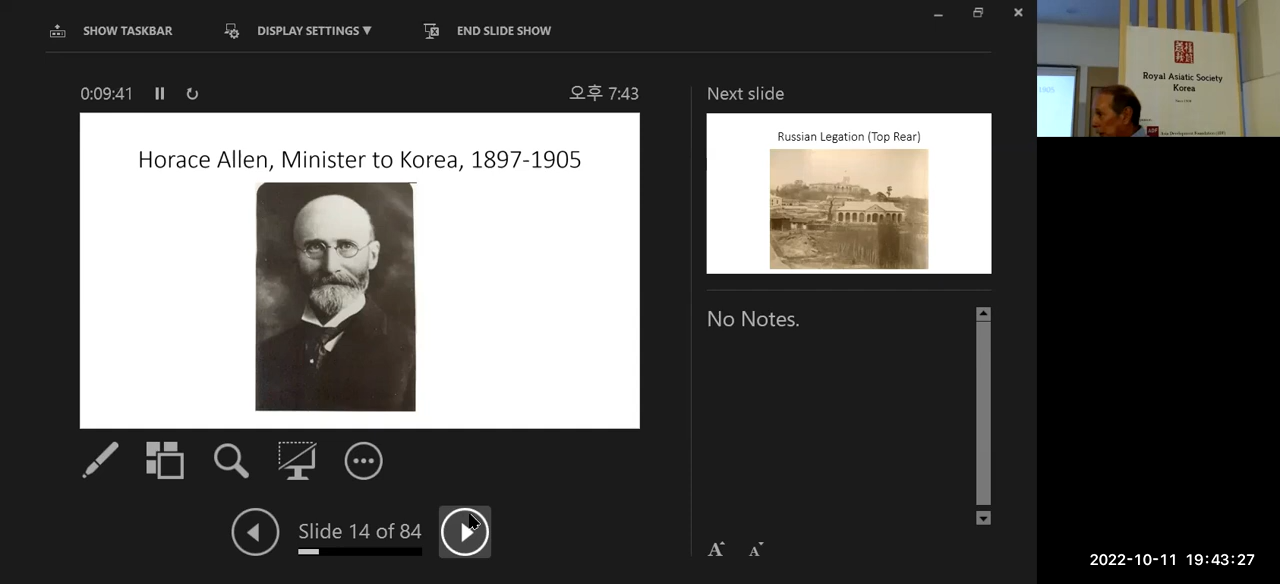 SHOW TASKBAR
DISPLAY SETTINGS ▼
END SLIDE SHOW
0:09:41
오후 7:43
Next slide
Horace Allen, Minister to Korea, 1897-1905
Russian Legation (Top Rear)
No Notes.
A A
Slide 14 of 84
Royal Asiatic Society
Korea
2022-10-11 19:43:27